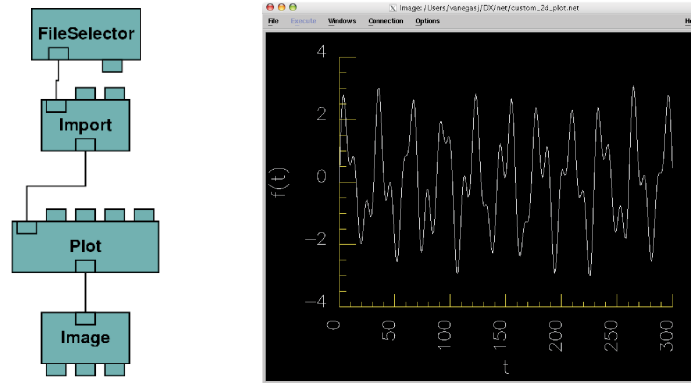 FileSelector
Import
Plot
Image
Image: /Users/vanegasj/DX/net/custom_2d_plot.net
File Execute Windows Connection Options
4
2
0
−2
−4
f(t)
0 50 100 150 200 250 300
t